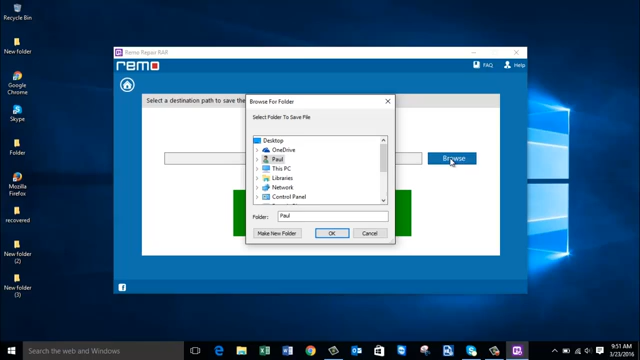 Recycle Bin
New folder
Google
Chrome
Skype
Folder
Mozilla
Firefox
recovered
New folder
(2)
New folder
(3)
Remo Repair RAR
remo
FAQ
Help
Select a destination path to save the
Browse
Browse For Folder
Select Folder To Save File
Desktop
OneDrive
Paul
This PC
Libraries
Network
Control Panel
Folder:
Paul
Make New Folder
OK
Cancel
Search the web and Windows
9:51 AM
3/23/2016